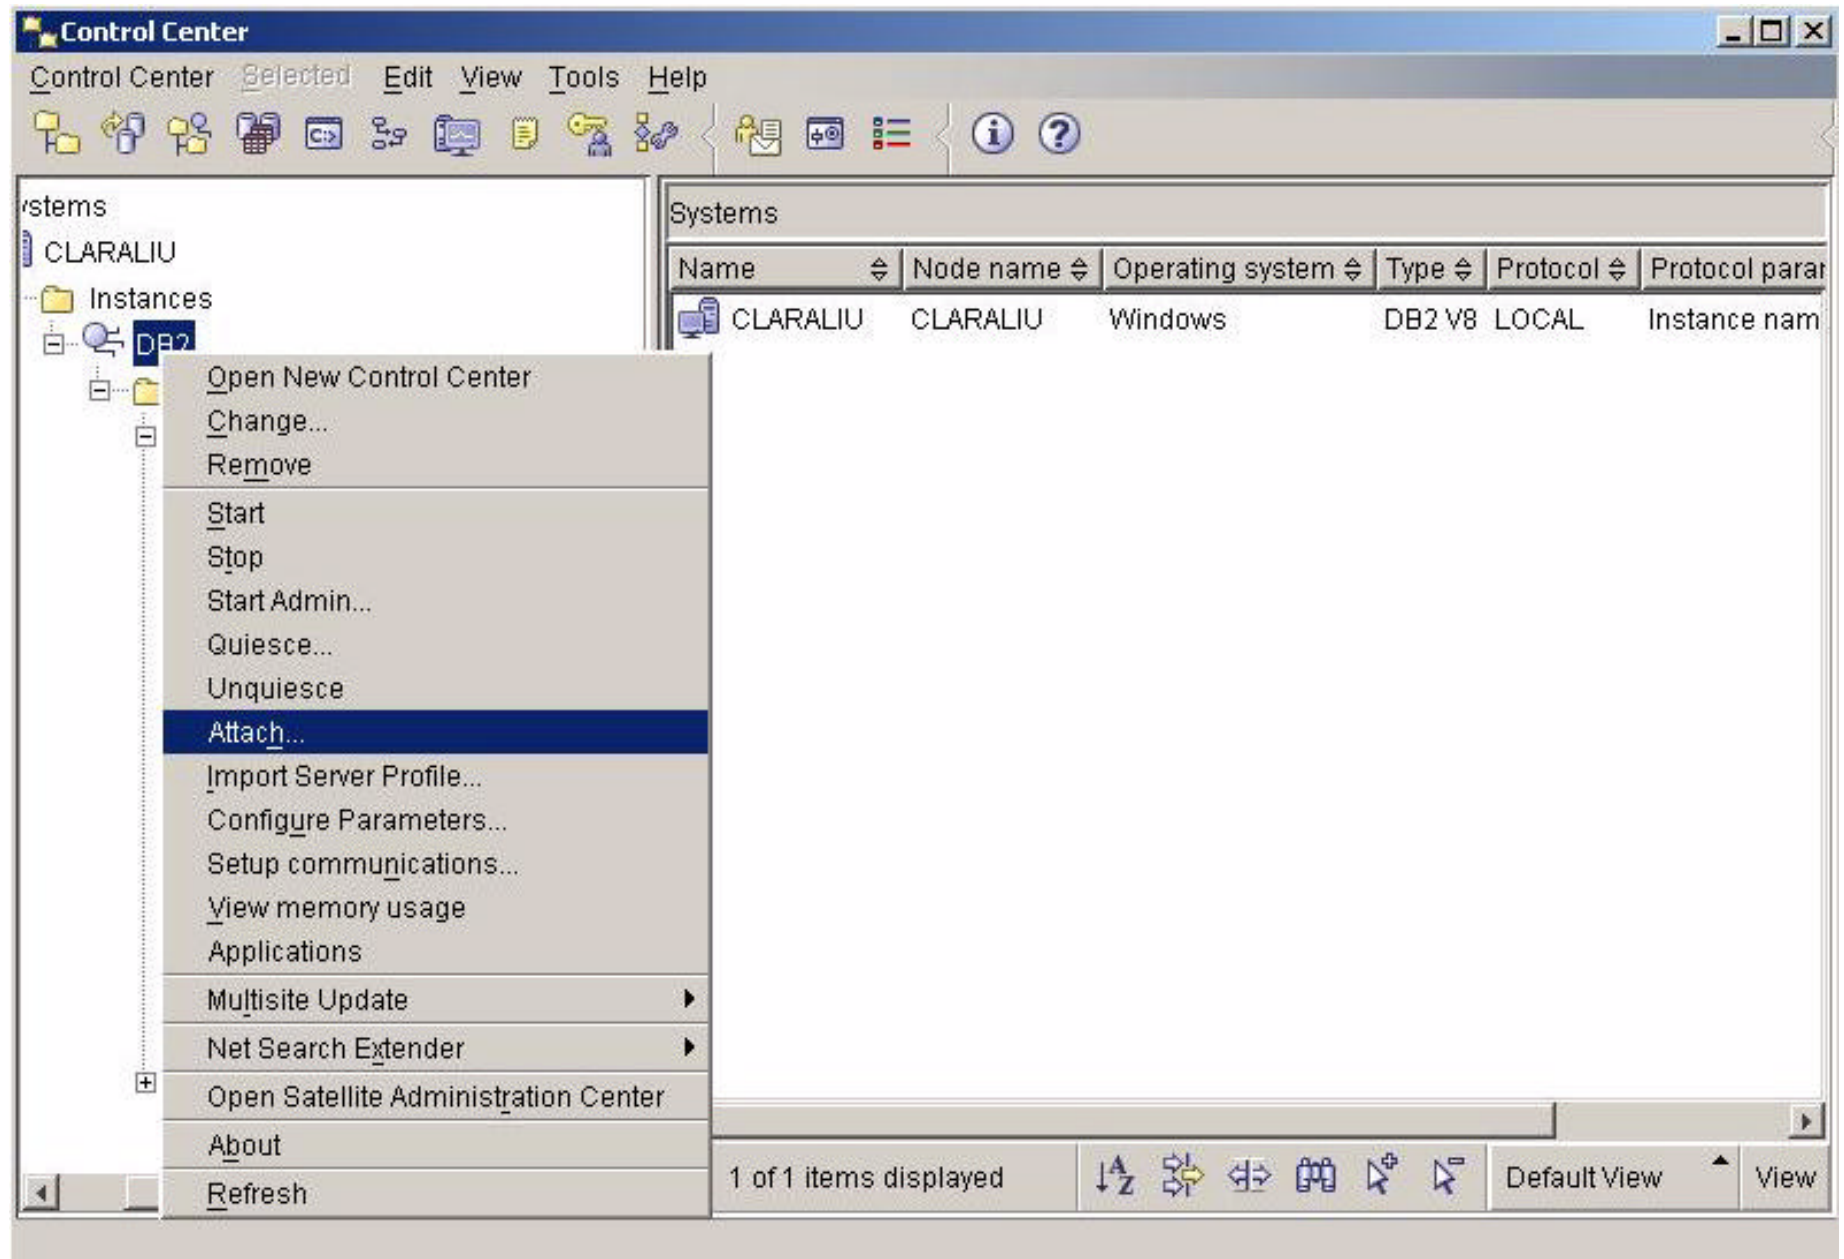 Control Center
Control Center Selected Edit View Tools Help
ystems
CLARALIU
Instances
DB2
Open New Control Center
Change...
Remove
Start
Stop
Start Admin...
Quiesce...
Unquiesce
Attach...
Import Server Profile...
Configure Parameters...
Setup communications...
View memory usage
Applications
Multisite Update
Net Search Extender
Open Satellite Administration Center
About
Refresh
Systems
Name Node name Operating system Type Protocol Protocol parar
CLARALIU CLARALIU Windows DB2 V8 LOCAL Instance nam
1 of 1 items displayed Default View View